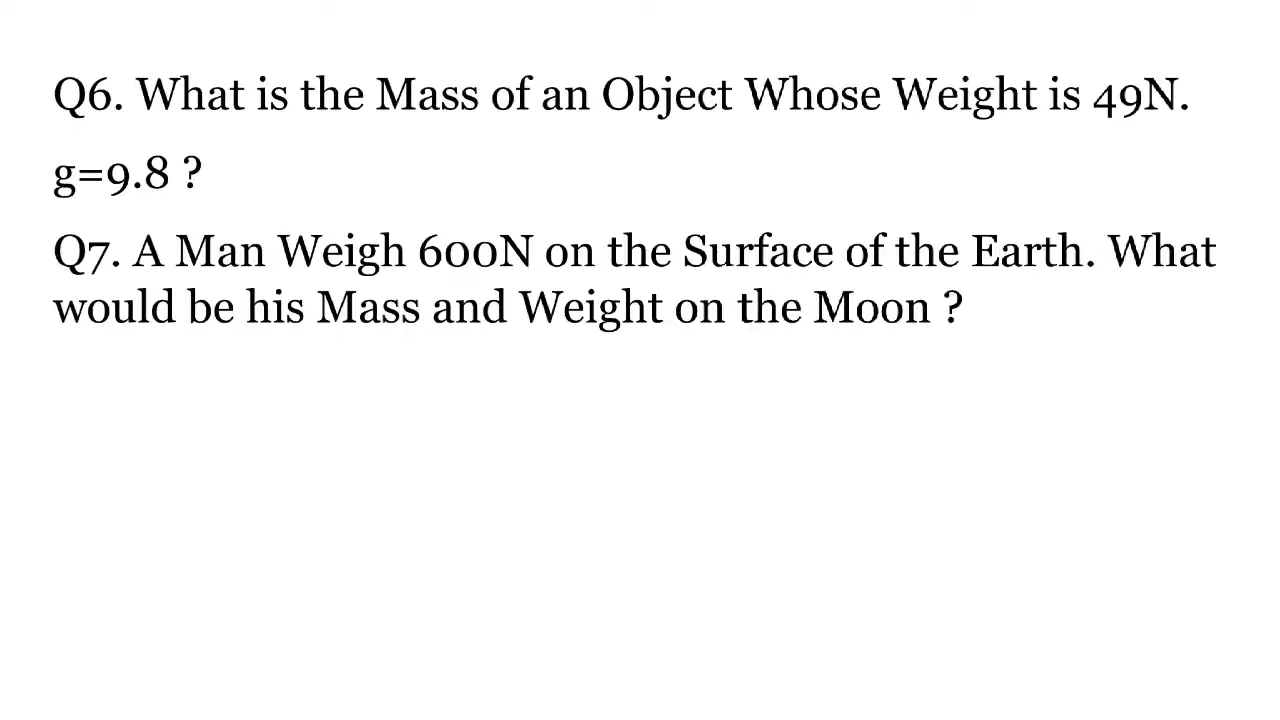 Q6. What is the Mass of an Object Whose Weight is 49N.
g=9.8 ?
Q7. A Man Weigh 600N on the Surface of the Earth. What
would be his Mass and Weight on the Moon ?